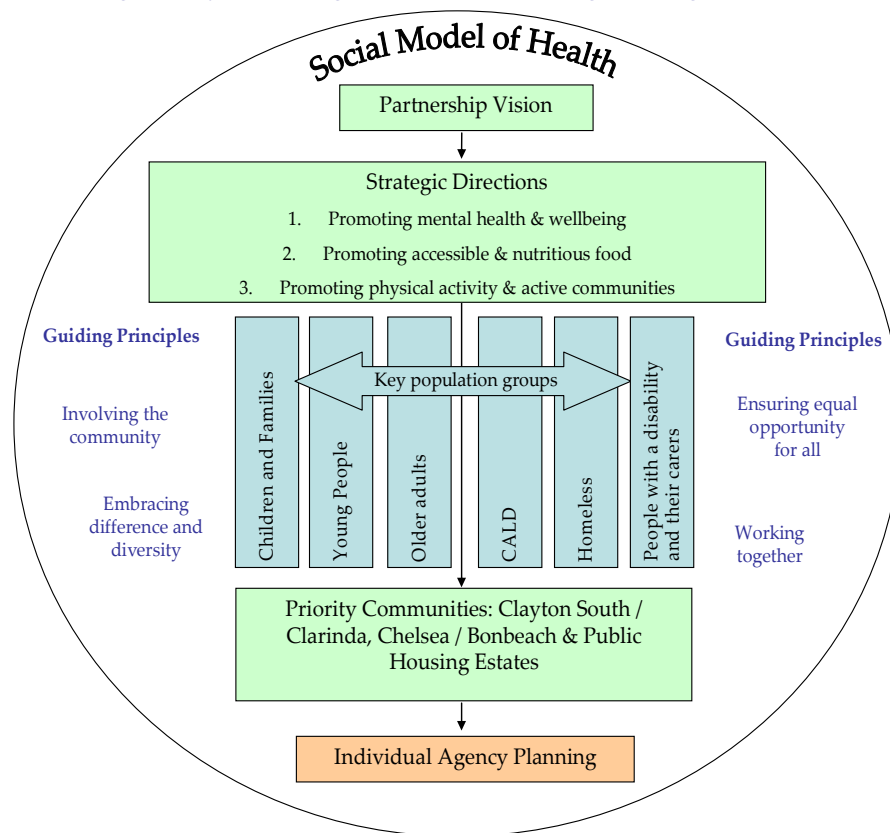 Social Model of Health
Partnership Vision
Strategic Directions
1. Promoting mental health & wellbeing
2. Promoting accessible & nutritious food
3. Promoting physical activity & active communities
Guiding Principles
Involving the
community
Embracing
difference and
diversity
Key population groups
Children and Families
Young People
Older adults
CALD
Homeless
People with a disability
and their carers
Guiding Principles
Ensuring equal
opportunity
for all
Working
together
Priority Communities: Clayton South /
Clarinda, Chelsea / Bonbeach & Public
Housing Estates
Individual Agency Planning